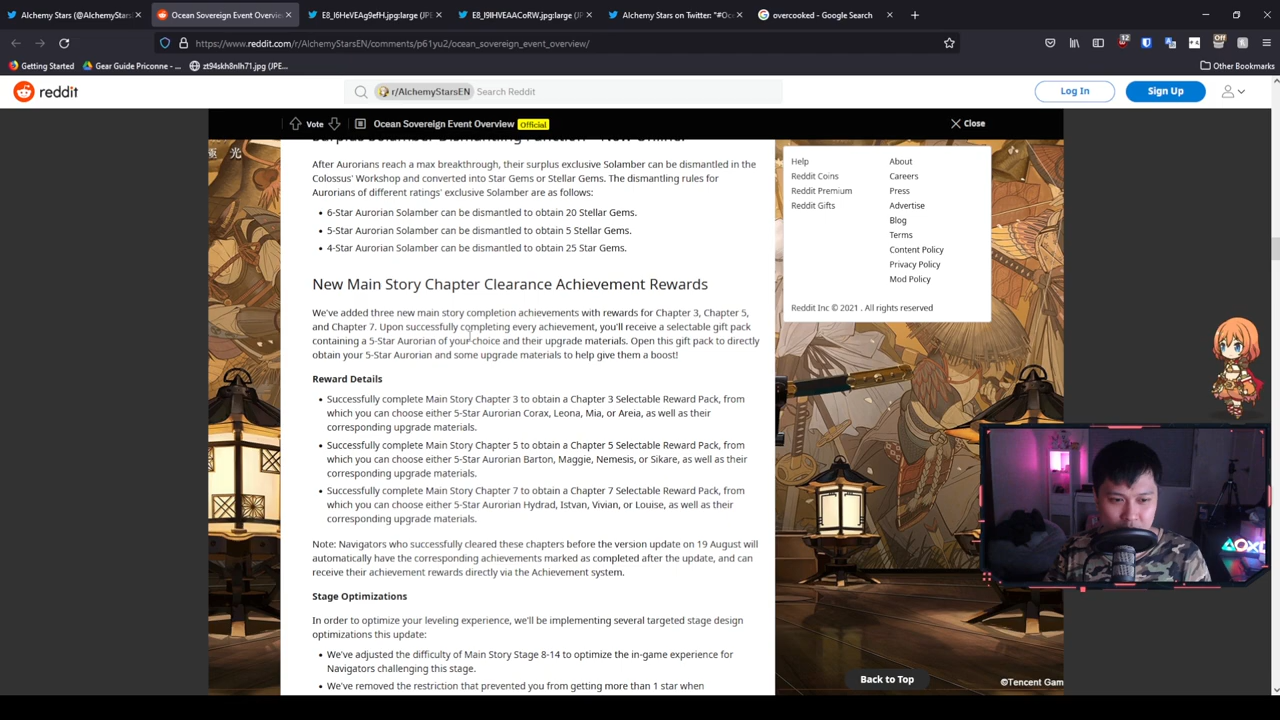 Alchemy Stars (@AlchemyStars
Ocean Sovereign Event Overview
E8_I6HeVEAg9efH.jpg:large (JPE
E8_I9IHVEAACoRW.jpg:large (JPE
Alchemy Stars on Twitter: "#Oc
overcooked - Google Search
https://www.reddit.com/r/AlchemyStarsEN/comments/p61yu2/ocean_sovereign_event_overview/
12
Off
Getting Started
Gear Guide Priconne - ...
zt94skh8nlh71.jpg (JPE...
Other Bookmarks
reddit
r/AlchemyStarsEN
Search Reddit
Log In
Sign Up
Vote
Ocean Sovereign Event Overview
Official
Close
極 光
Surplus Solamber Dismantling Function - Now Online!
After Aurorians reach a max breakthrough, their surplus exclusive Solamber can be dismantled in the
Colossus' Workshop and converted into Star Gems or Stellar Gems. The dismantling rules for
Aurorians of different ratings' exclusive Solamber are as follows:
• 6-Star Aurorian Solamber can be dismantled to obtain 20 Stellar Gems.
• 5-Star Aurorian Solamber can be dismantled to obtain 5 Stellar Gems.
• 4-Star Aurorian Solamber can be dismantled to obtain 25 Star Gems.
New Main Story Chapter Clearance Achievement Rewards
We've added three new main story completion achievements with rewards for Chapter 3, Chapter 5,
and Chapter 7. Upon successfully completing every achievement, you'll receive a selectable gift pack
containing a 5-Star Aurorian of your choice and their upgrade materials. Open this gift pack to directly
obtain your 5-Star Aurorian and some upgrade materials to help give them a boost!
Reward Details
• Successfully complete Main Story Chapter 3 to obtain a Chapter 3 Selectable Reward Pack, from
which you can choose either 5-Star Aurorian Corax, Leona, Mia, or Areia, as well as their
corresponding upgrade materials.
• Successfully complete Main Story Chapter 5 to obtain a Chapter 5 Selectable Reward Pack, from
which you can choose either 5-Star Aurorian Barton, Maggie, Nemesis, or Sikare, as well as their
corresponding upgrade materials.
• Successfully complete Main Story Chapter 7 to obtain a Chapter 7 Selectable Reward Pack, from
which you can choose either 5-Star Aurorian Hydrad, Istvan, Vivian, or Louise, as well as their
corresponding upgrade materials.
Note: Navigators who successfully cleared these chapters before the version update on 19 August will
automatically have the corresponding achievements marked as completed after the update, and can
receive their achievement rewards directly via the Achievement system.
Stage Optimizations
In order to optimize your leveling experience, we'll be implementing several targeted stage design
optimizations this update:
• We've adjusted the difficulty of Main Story Stage 8-14 to optimize the in-game experience for
Navigators challenging this stage.
• We've removed the restriction that prevented you from getting more than 1 star when
Help
Reddit Coins
Reddit Premium
Reddit Gifts
About
Careers
Press
Advertise
Blog
Terms
Content Policy
Privacy Policy
Mod Policy
Reddit Inc © 2021 . All rights reserved
Back to Top
©Tencent Gam